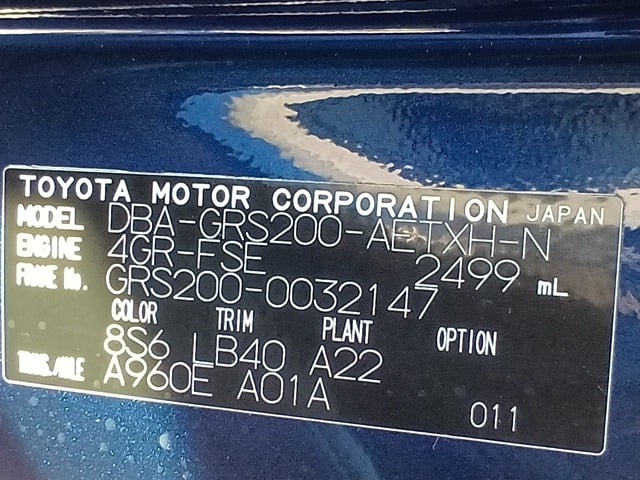 TOYOTA MOTOR CORPORATION JAPAN
MODEL DBA-GRS200-AETXH-N
ENGINE 4GR-FSE 2499 mL
FRAME No. GRS200-0032147
COLOR TRIM PLANT OPTION
8S6 LB40 A22
TRANS./AXLE A960E A01A
011